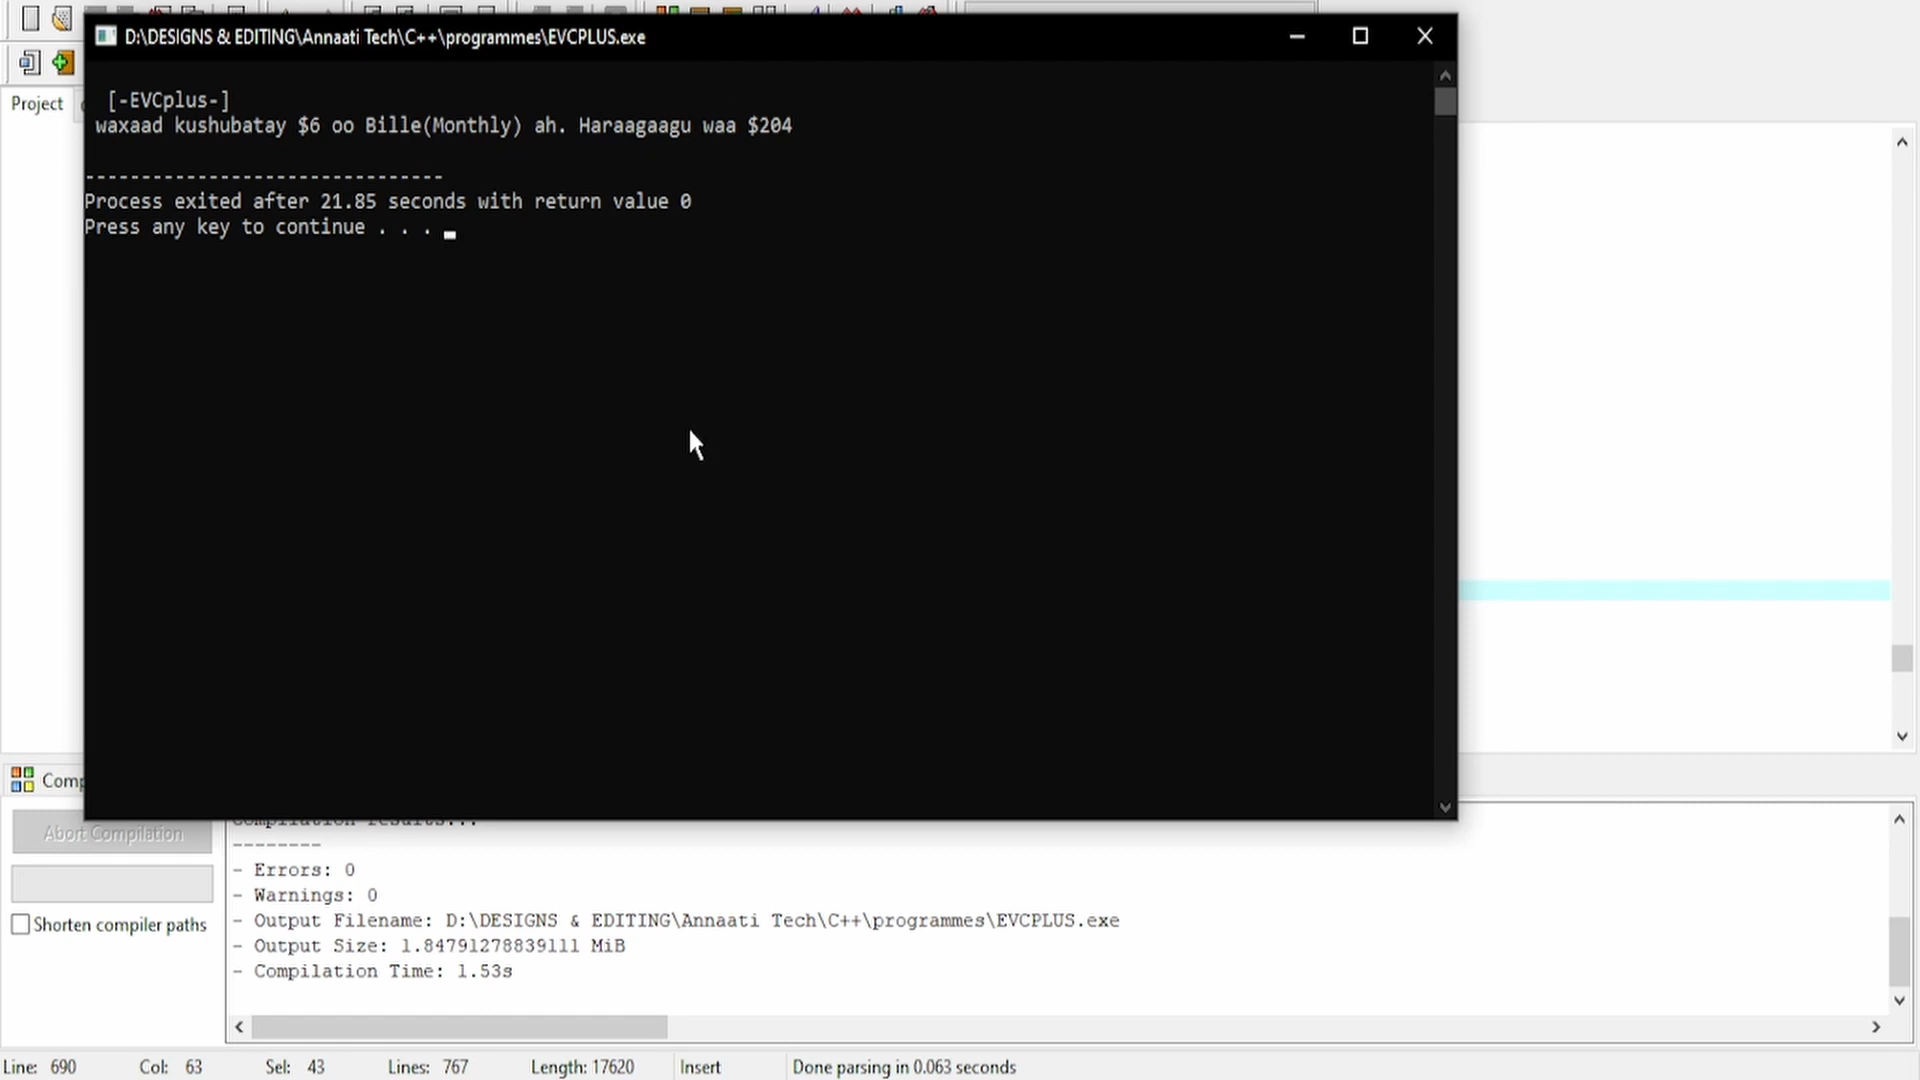 D:\DESIGNS & EDITING\Annaati Tech\C++\programmes\EVCPLUS.exe
Project
[-EVCplus-]
waxaad kushubatay $6 oo Bille(Monthly) ah. Haraagaagu waa $204
--------------------------------
Process exited after 21.85 seconds with return value 0
Press any key to continue . . .
Comp
Abort Compilation
Shorten compiler paths
Compilation results...
--------
- Errors: 0
- Warnings: 0
- Output Filename: D:\DESIGNS & EDITING\Annaati Tech\C++\programmes\EVCPLUS.exe
- Output Size: 1.84791278839111 MiB
- Compilation Time: 1.53s
Line: 690 Col: 63 Sel: 43 Lines: 767 Length: 17620 Insert Done parsing in 0.063 seconds